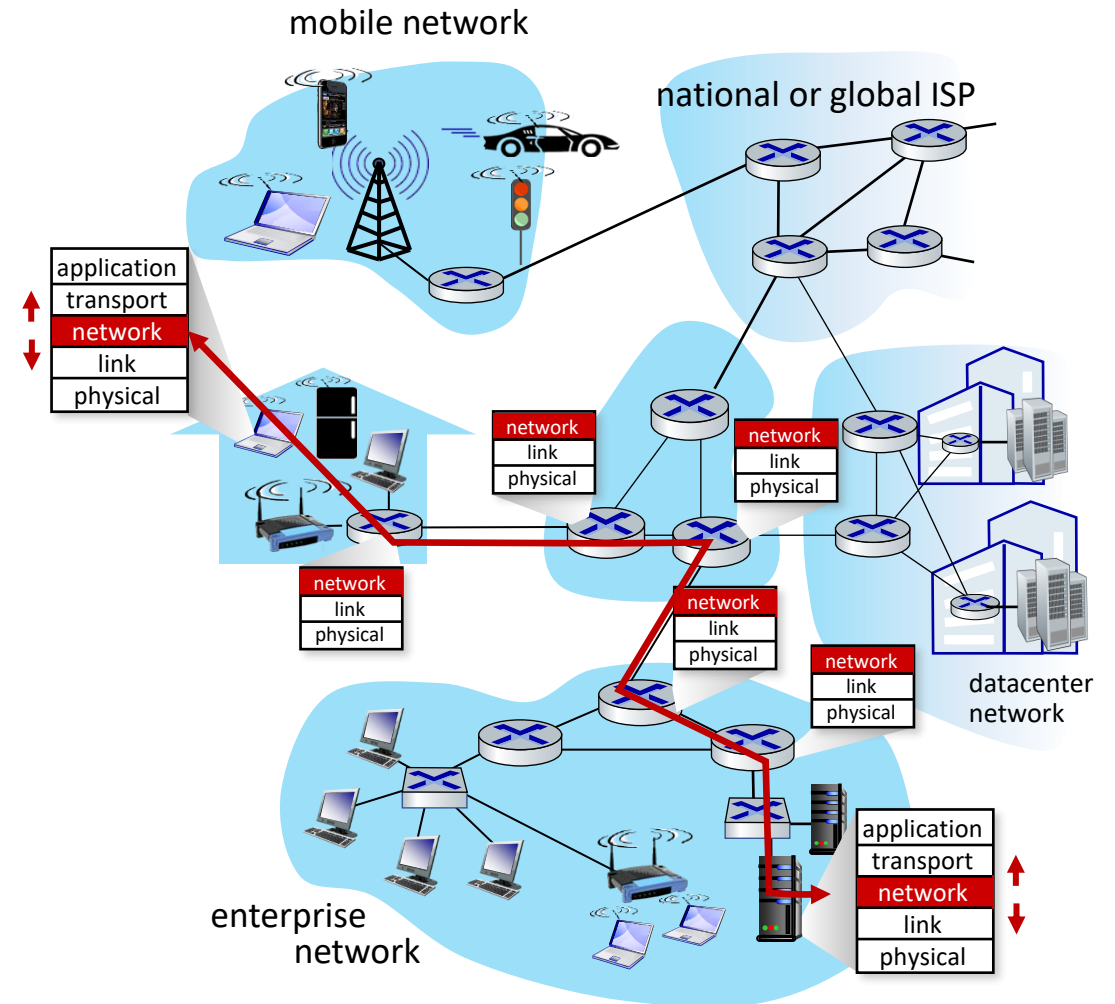 mobile network
national or global ISP
application
transport
network
link
physical
network
link
physical
network
link
physical
network
link
physical
network
link
physical
network
link
physical
datacenter
network
application
transport
network
link
physical
enterprise
network